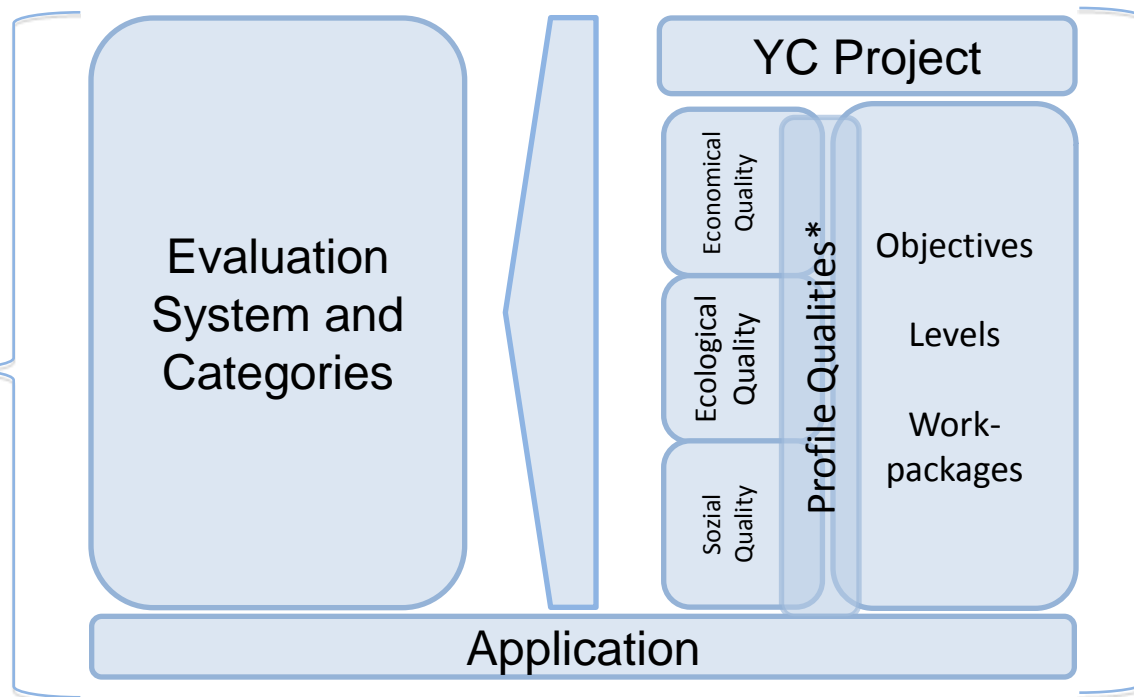 Evaluation
System and
Categories
YC Project
Economical
Quality
Ecological
Quality
Sozial
Quality
Profile Qualities*
Objectives
Levels
Work-
packages
Application